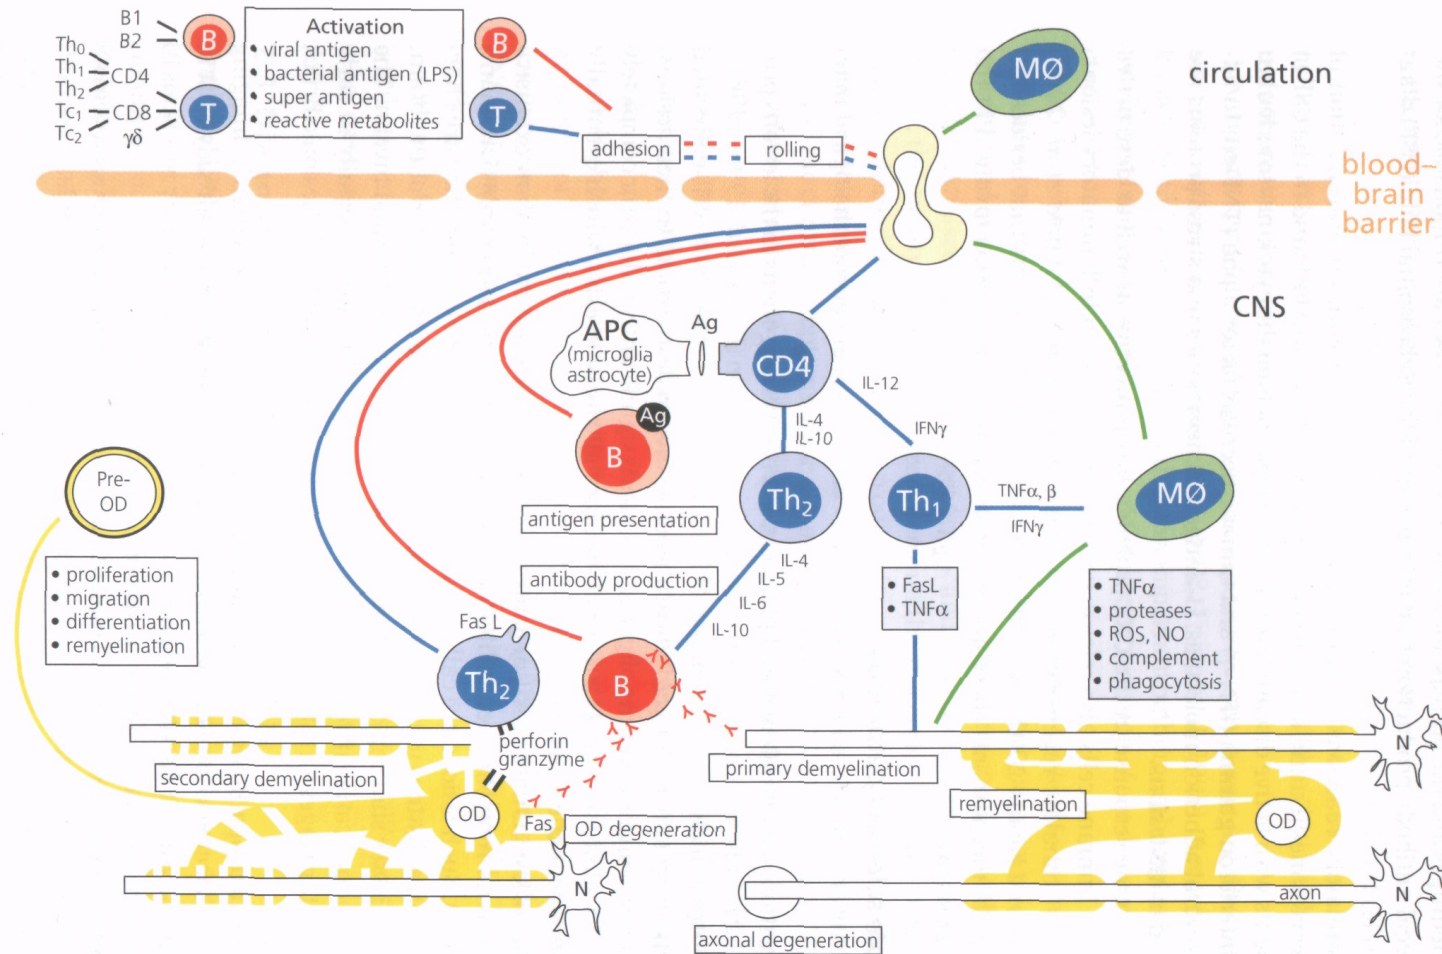 B1
B2
Th0
Th1
Th2
CD4
Tc1
Tc2
CD8
γδ
B
T
Activation
• viral antigen
• bacterial antigen (LPS)
• super antigen
• reactive metabolites
B
T
adhesion
rolling
MØ
circulation
blood–
brain
barrier
CNS
APC
(microglia
astrocyte)
Ag
CD4
IL-12
IFNγ
IL-4
IL-10
Ag
B
antigen presentation
antibody production
Th2
Th1
TNFα, β
IFNγ
MØ
IL-4
IL-5
IL-6
IL-10
• FasL
• TNFα
• TNFα
• proteases
• ROS, NO
• complement
• phagocytosis
Pre-
OD
• proliferation
• migration
• differentiation
• remyelination
Fas L
Th2
B
perforin
granzyme
secondary demyelination
OD
Fas
OD degeneration
N
primary demyelination
remyelination
N
OD
axon
N
axonal degeneration